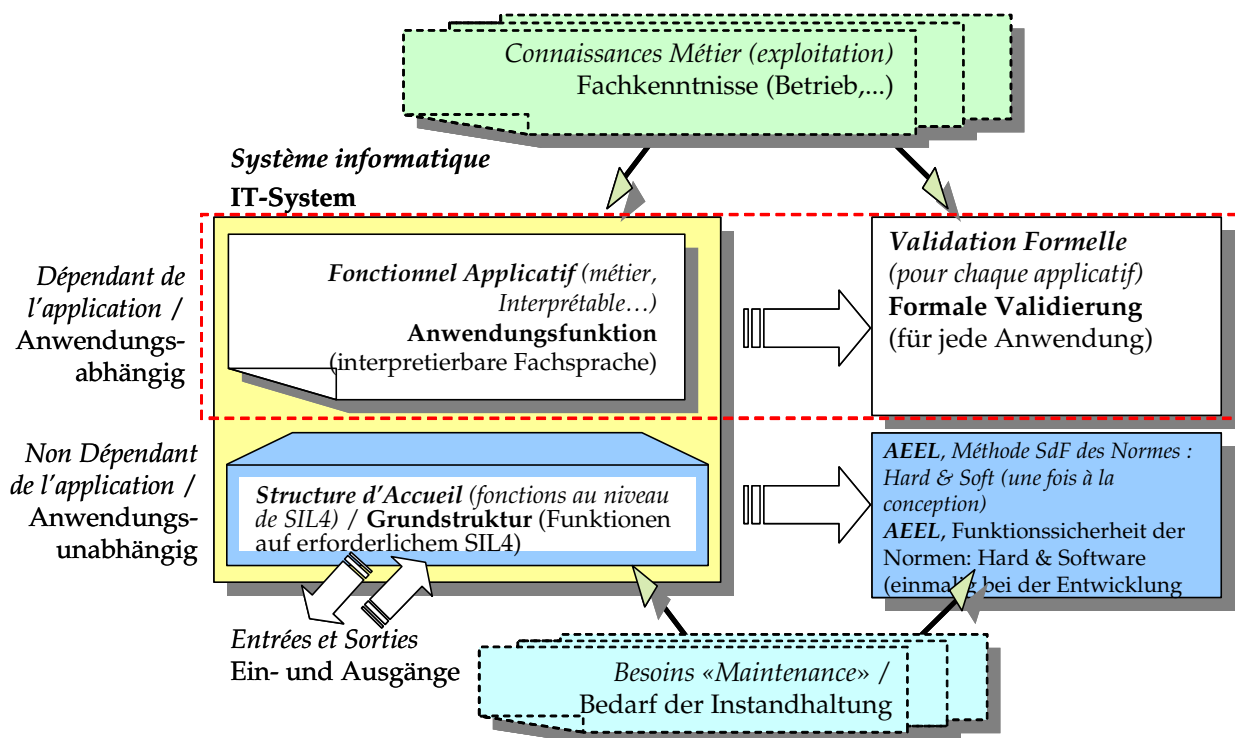 Connaissances Métier (exploitation)
Fachkenntnisse (Betrieb,...)
Système informatique
IT-System
Dépendant de
l’application /
Anwendungs-
abhängig
Fonctionnel Applicatif (métier,
Interprétable…)
Anwendungsfunktion
(interpretierbare Fachsprache)
Validation Formelle
(pour chaque applicatif)
Formale Validierung
(für jede Anwendung)
Non Dépendant
de l’application /
Anwendungs-
unabhängig
Structure d’Accueil (fonctions au niveau
de SIL4) / Grundstruktur (Funktionen
auf erforderlichem SIL4)
AEEL, Méthode SdF des Normes :
Hard & Soft (une fois à la
conception)
AEEL, Funktionssicherheit der
Normen: Hard & Software
(einmalig bei der Entwicklung
Entrées et Sorties
Ein- und Ausgänge
Besoins «Maintenance» /
Bedarf der Instandhaltung